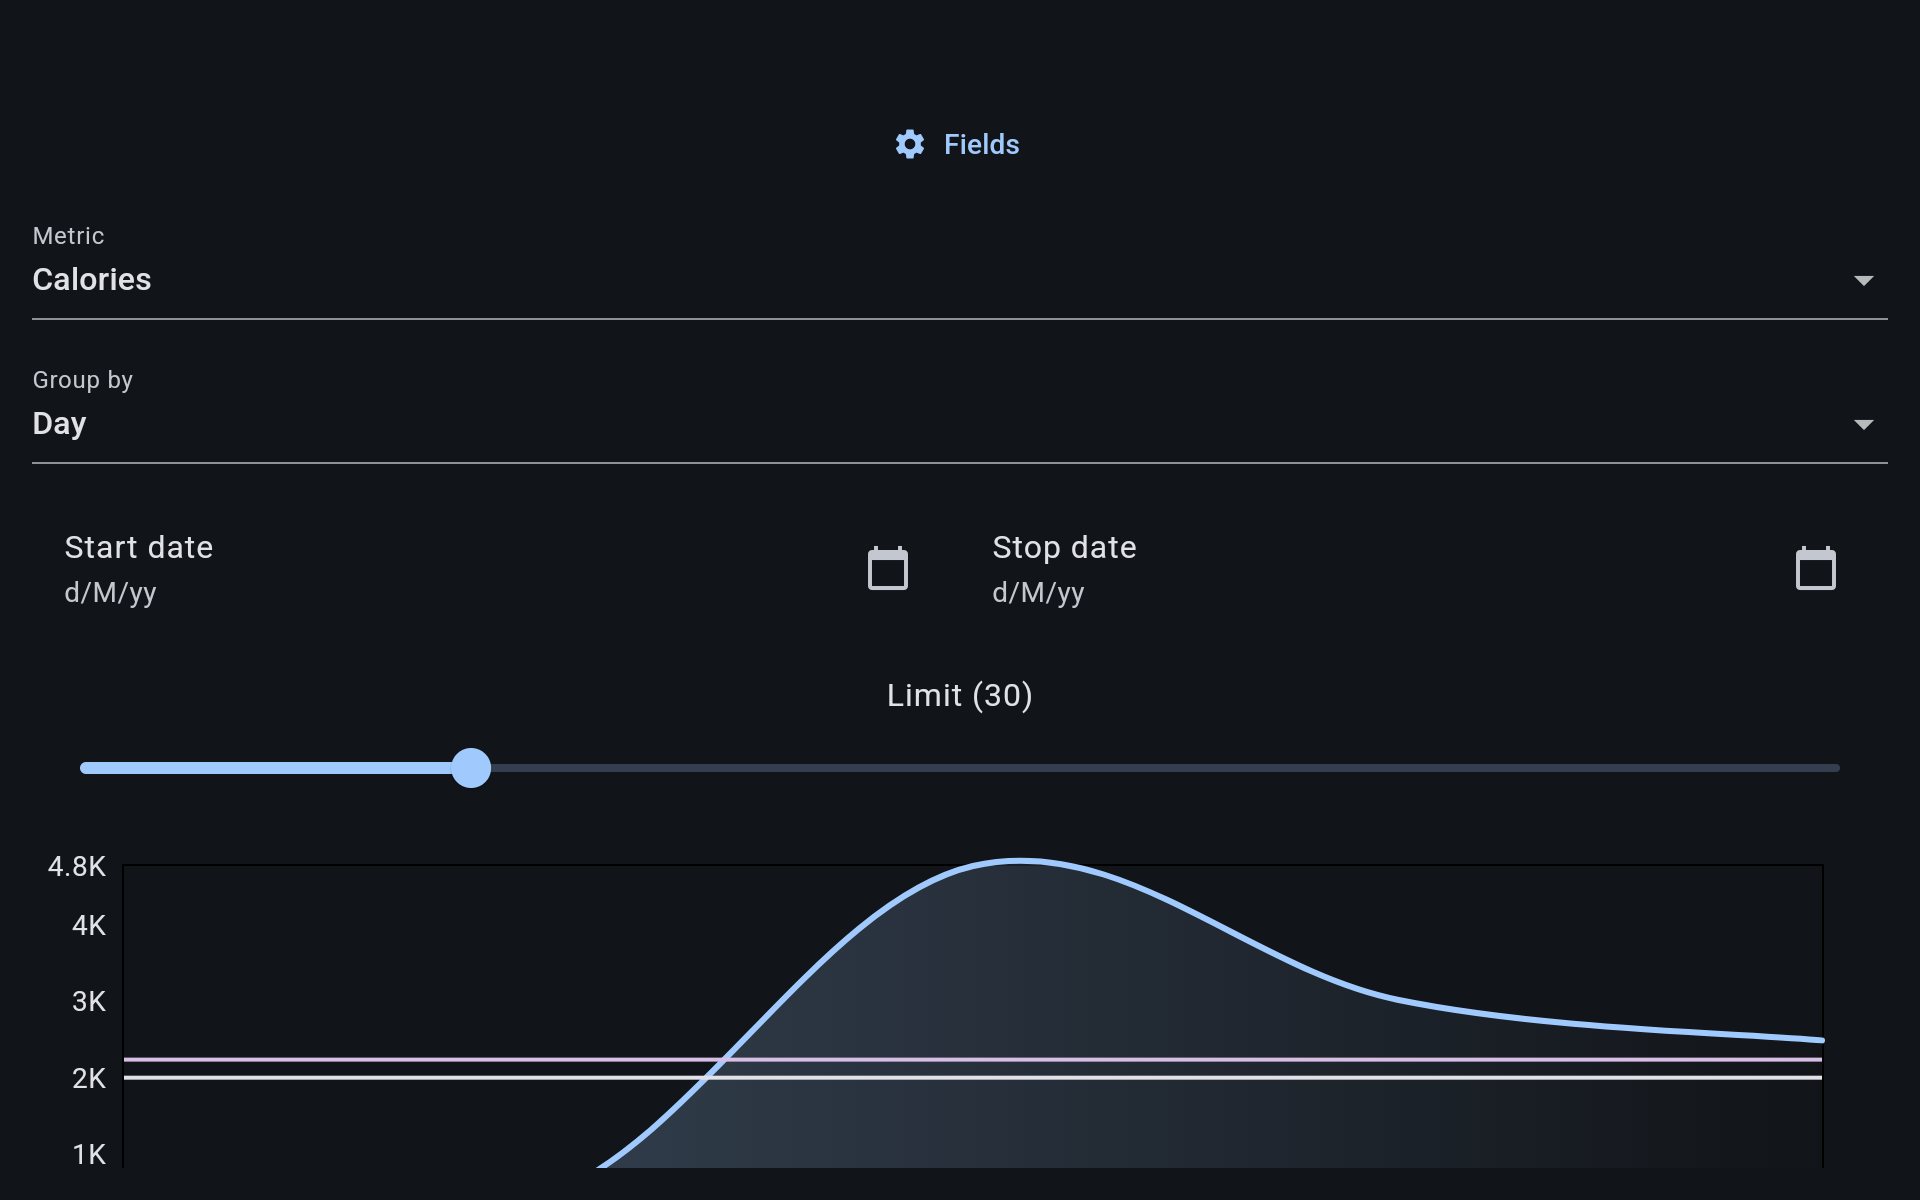 Fields
Metric
Calories
Group by
Day
Start date
d/M/yy
Stop date
d/M/yy
Limit (30)
4.8K
4K
3K
2K
1K